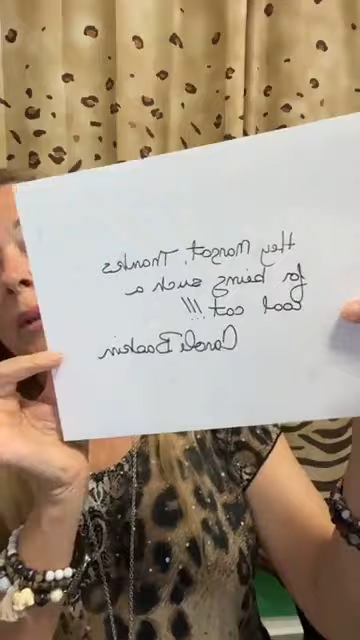 Hey Margot, Thanks
for being such a
cool cat !!!
Carole Baskin